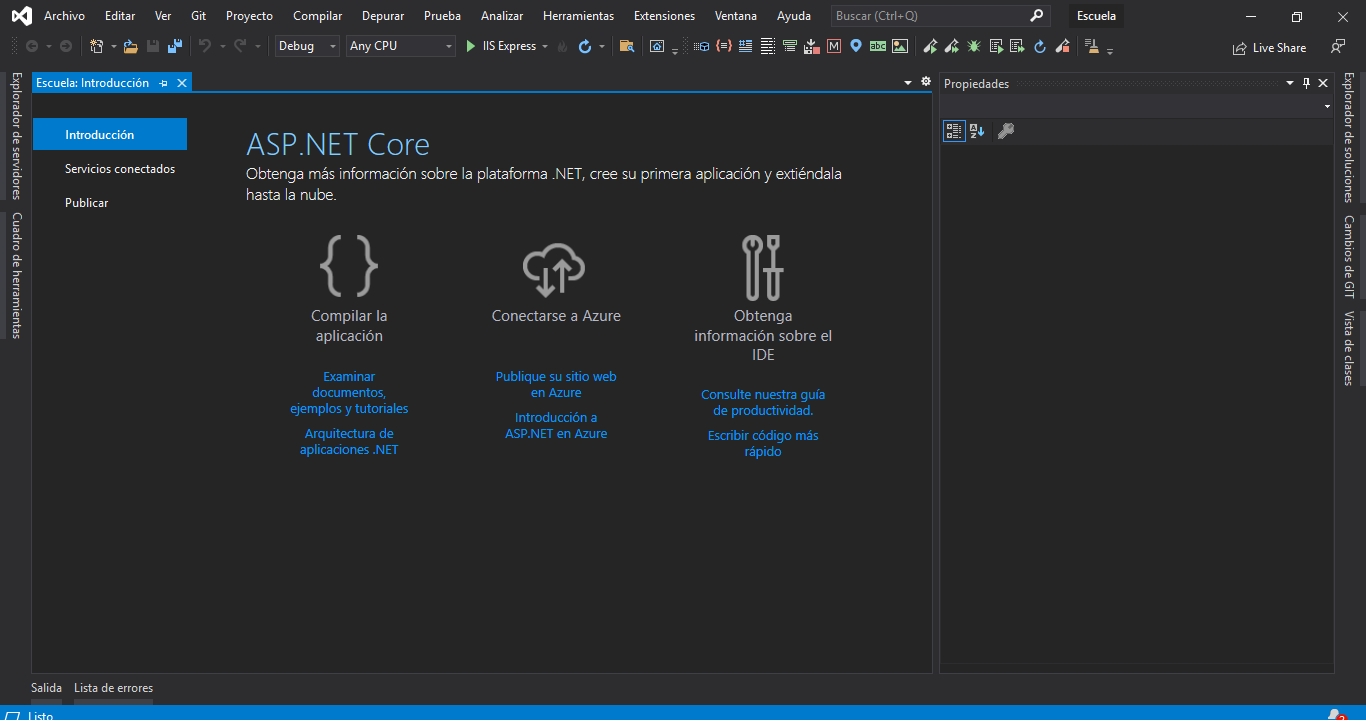 Archivo Editar Ver Git Proyecto Compilar Depurar Prueba Analizar Herramientas Extensiones Ventana Ayuda Buscar (Ctrl+Q) Escuela
Debug Any CPU IIS Express Live Share
Explorador de servidores
Cuadro de herramientas
Escuela: Introducción
Introducción
Servicios conectados
Publicar
ASP.NET Core
Obtenga más información sobre la plataforma .NET, cree su primera aplicación y extiéndala
hasta la nube.
Compilar la
aplicación
Examinar
documentos,
ejemplos y tutoriales
Arquitectura de
aplicaciones .NET
Conectarse a Azure
Publique su sitio web
en Azure
Introducción a
ASP.NET en Azure
Obtenga
información sobre el
IDE
Consulte nuestra guía
de productividad.
Escribir código más
rápido
Propiedades
Explorador de soluciones
Cambios de GIT
Vista de clases
Salida Lista de errores
Listo 2